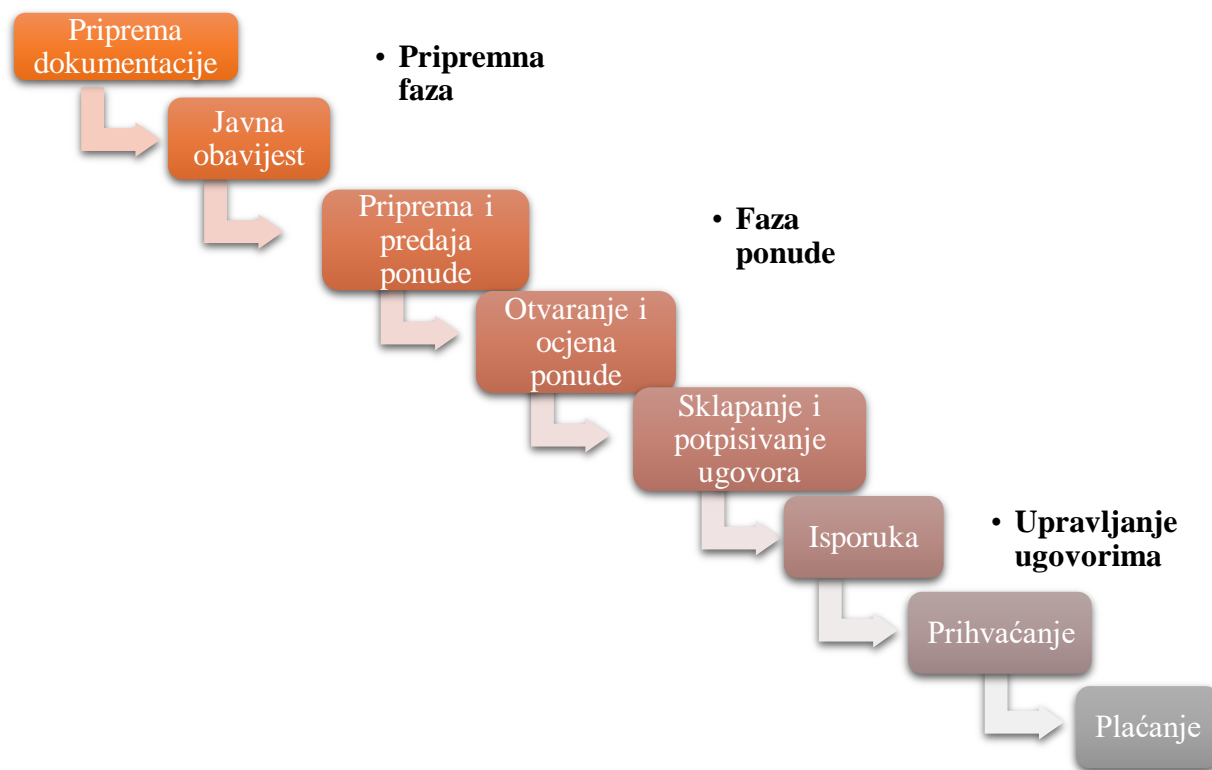 Priprema
dokumentacije
• Pripremna
faza
Javna
obavijest
Priprema i
predaja
ponude
• Faza
ponude
Otvaranje i
ocjena
ponude
Sklapanje i
potpisivanje
ugovora
Isporuka
• Upravljanje
ugovorima
Prihvaćanje
Plaćanje